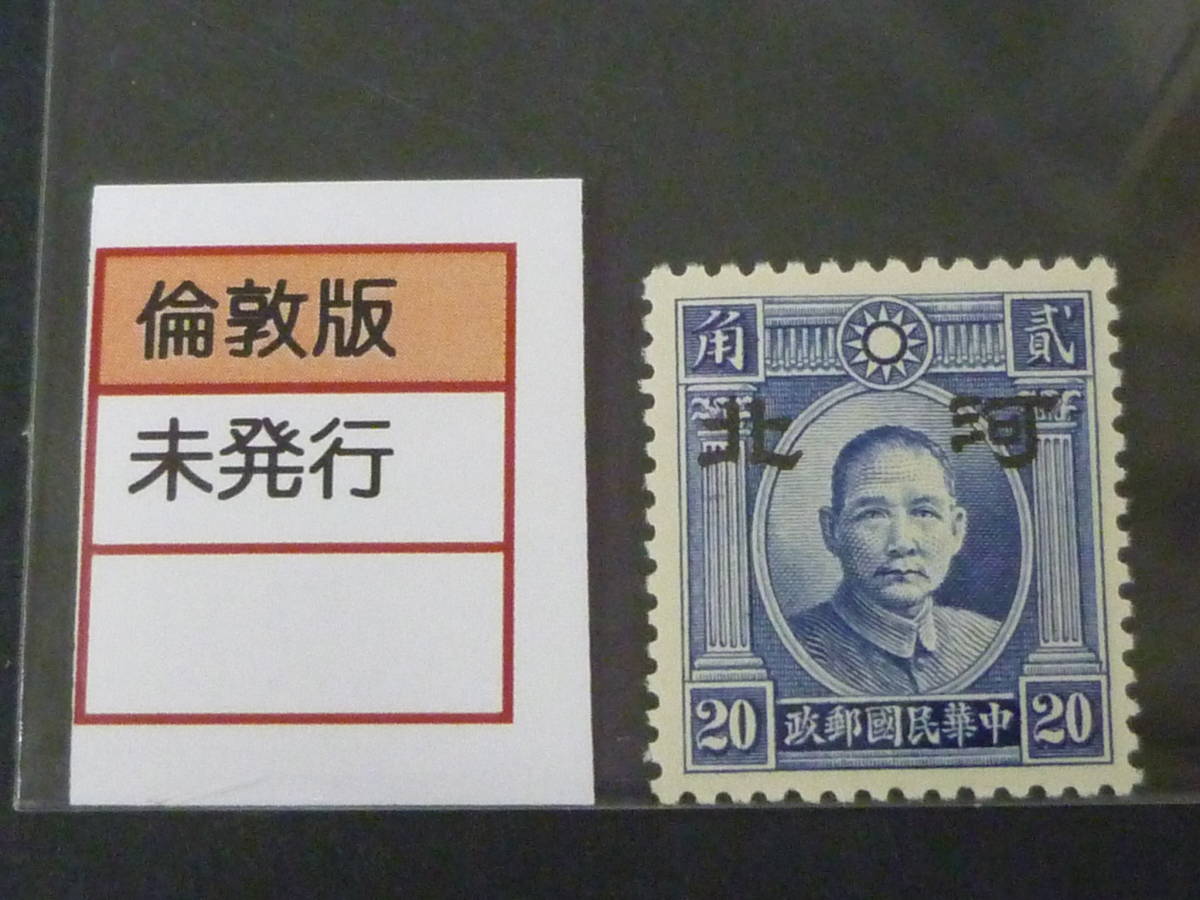 倫敦版
未発行
角 貳
北 河
20 政郵國民華中 20